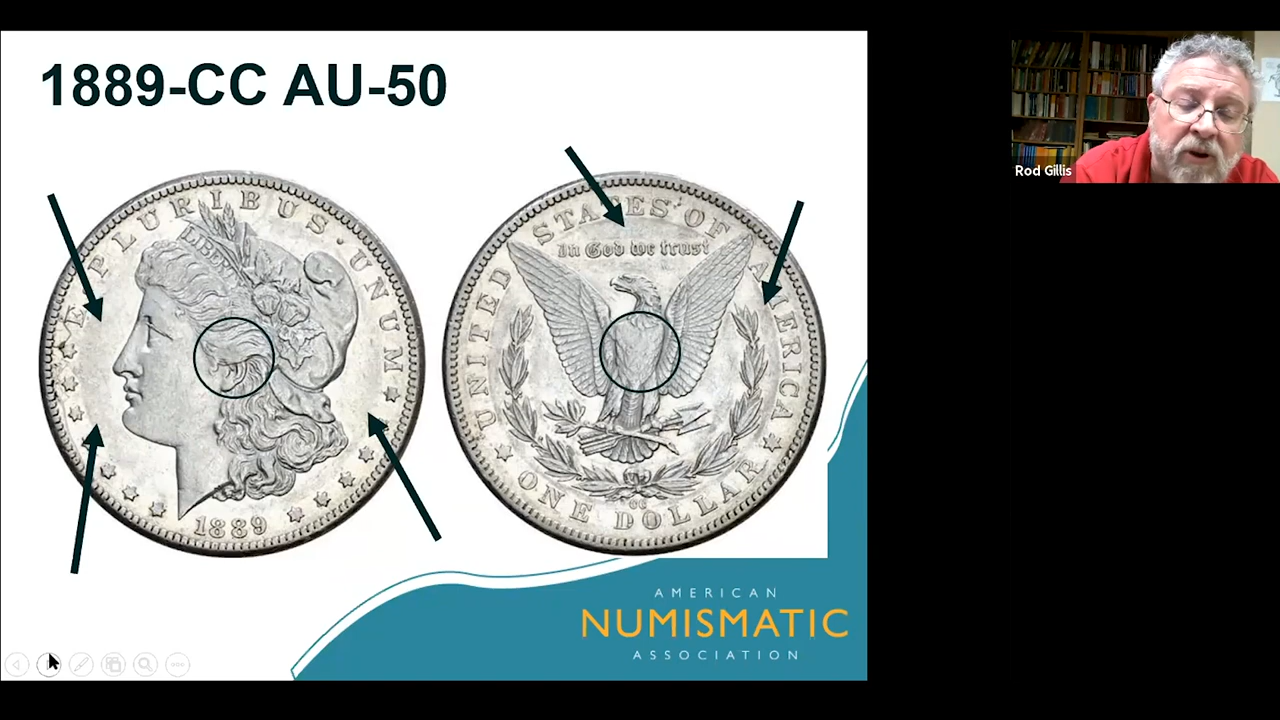 1889-CC AU-50
E PLURIBUS · UNUM
LIBERTY
1889
UNITED STATES OF AMERICA
In God we trust
CC
ONE DOLLAR
AMERICAN
NUMISMATIC
ASSOCIATION
Rod Gillis